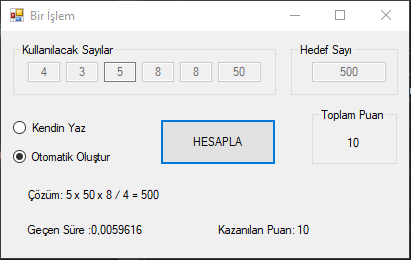 Bir İşlem
Kullanılacak Sayılar
Hedef Sayı
4 3 5 8 8 50
500
Toplam Puan
Kendin Yaz
HESAPLA
10
Otomatik Oluştur
Çözüm: 5 x 50 x 8 / 4 = 500
Geçen Süre :0,0059616
Kazanılan Puan: 10